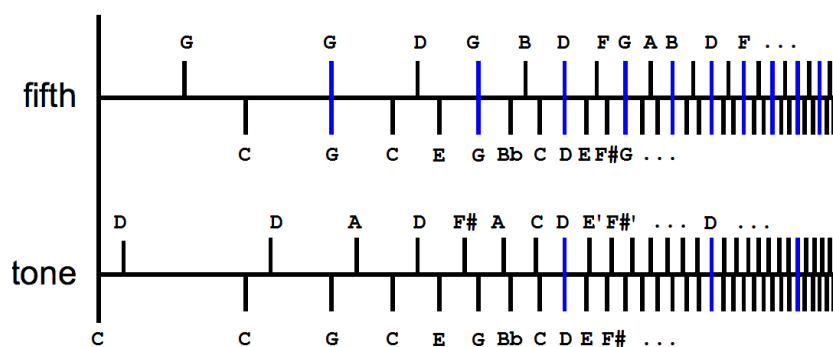 G G D G B D F G A B D F ...
fifth
C G C E G Bb C D E F# G ...
D D A D F# A C D E' F#' ... D ...
tone
C C G C E G Bb C D E F# ...